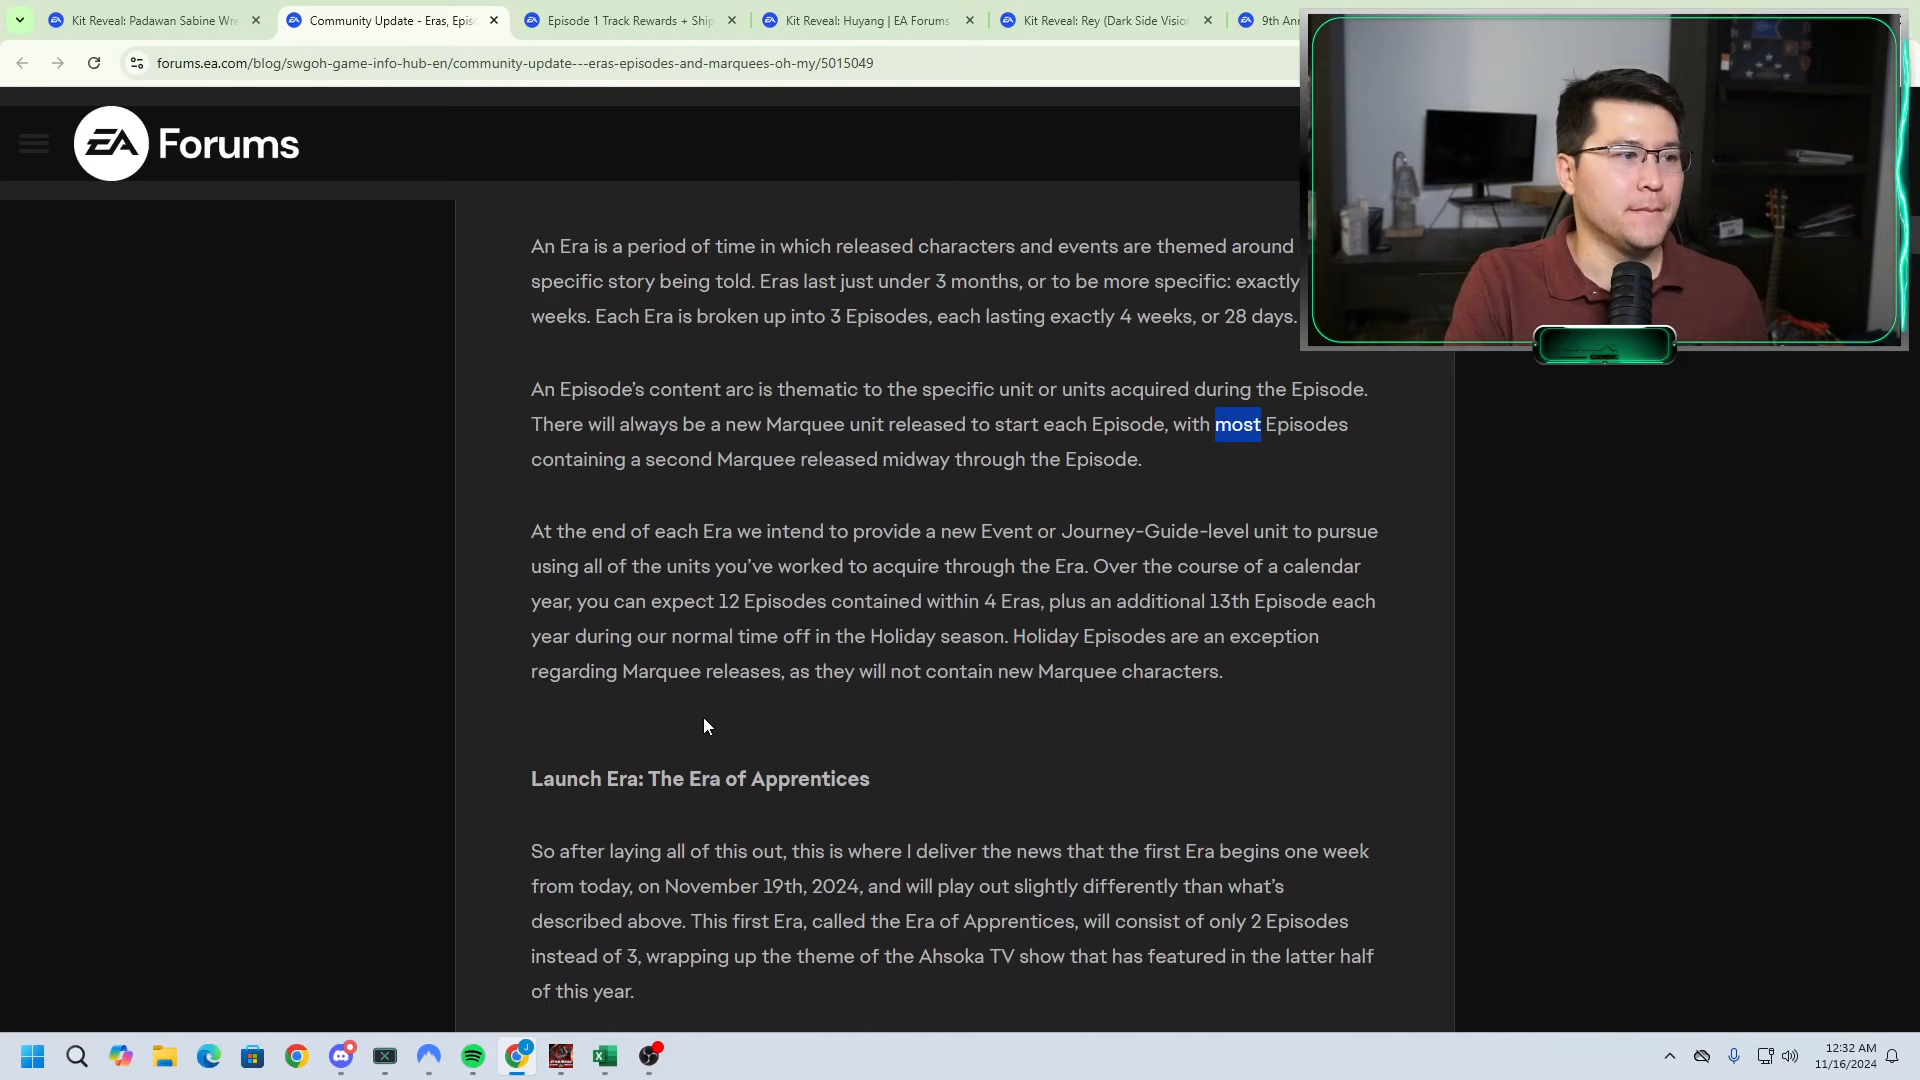 Kit Reveal: Padawan Sabine Wre
Community Update - Eras, Episo
Episode 1 Track Rewards + Ship
Kit Reveal: Huyang | EA Forums
Kit Reveal: Rey (Dark Side Vision
9th Ann
forums.ea.com/blog/swgoh-game-info-hub-en/community-update---eras-episodes-and-marquees-oh-my/5015049
EA Forums
An Era is a period of time in which released characters and events are themed around
specific story being told. Eras last just under 3 months, or to be more specific: exactly
weeks. Each Era is broken up into 3 Episodes, each lasting exactly 4 weeks, or 28 days.
An Episode’s content arc is thematic to the specific unit or units acquired during the Episode.
There will always be a new Marquee unit released to start each Episode, with most Episodes
containing a second Marquee released midway through the Episode.
At the end of each Era we intend to provide a new Event or Journey-Guide-level unit to pursue
using all of the units you’ve worked to acquire through the Era. Over the course of a calendar
year, you can expect 12 Episodes contained within 4 Eras, plus an additional 13th Episode each
year during our normal time off in the Holiday season. Holiday Episodes are an exception
regarding Marquee releases, as they will not contain new Marquee characters.
Launch Era: The Era of Apprentices
So after laying all of this out, this is where I deliver the news that the first Era begins one week
from today, on November 19th, 2024, and will play out slightly differently than what’s
described above. This first Era, called the Era of Apprentices, will consist of only 2 Episodes
instead of 3, wrapping up the theme of the Ahsoka TV show that has featured in the latter half
of this year.
J
12:32 AM
11/16/2024